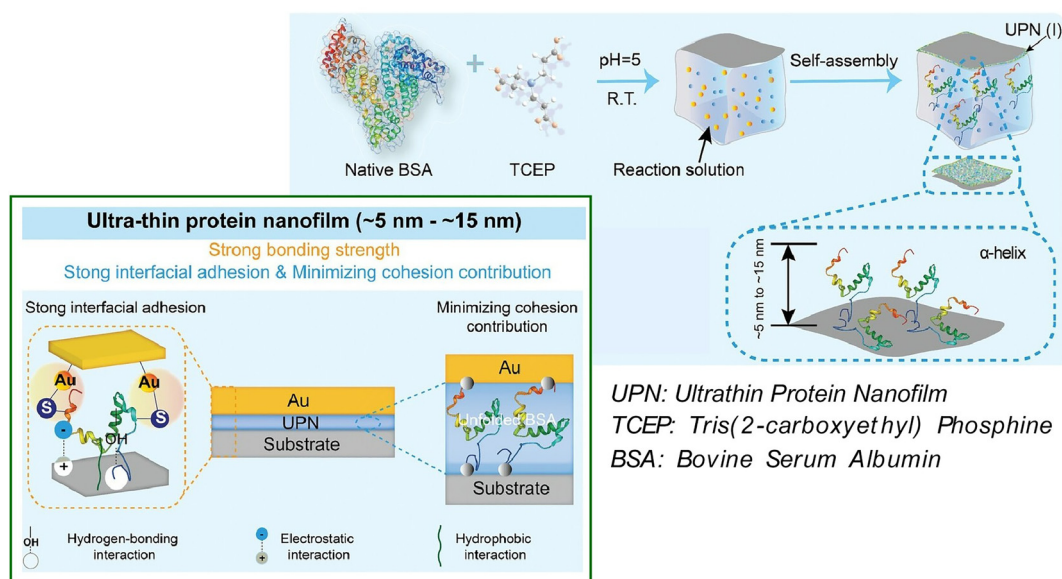 UPN (I)
pH=5
R.T.
Self-assembly
Native BSA
TCEP
Reaction solution
α-helix
~5 nm to ~15 nm
Ultra-thin protein nanofilm (~5 nm - ~15 nm)
Strong bonding strength
Stong interfacial adhesion & Minimizing cohesion contribution
Stong interfacial adhesion
Minimizing cohesion
contribution
Au
Au
S
S
-
OH
+
Au
UPN
Substrate
Au
Unfolded BSA
Substrate
OH
Hydrogen-bonding
interaction
-
+
Electrostatic
interaction
Hydrophobic
interaction
UPN: Ultrathin Protein Nanofilm
TCEP: Tris(2-carboxyethyl) Phosphine
BSA: Bovine Serum Albumin